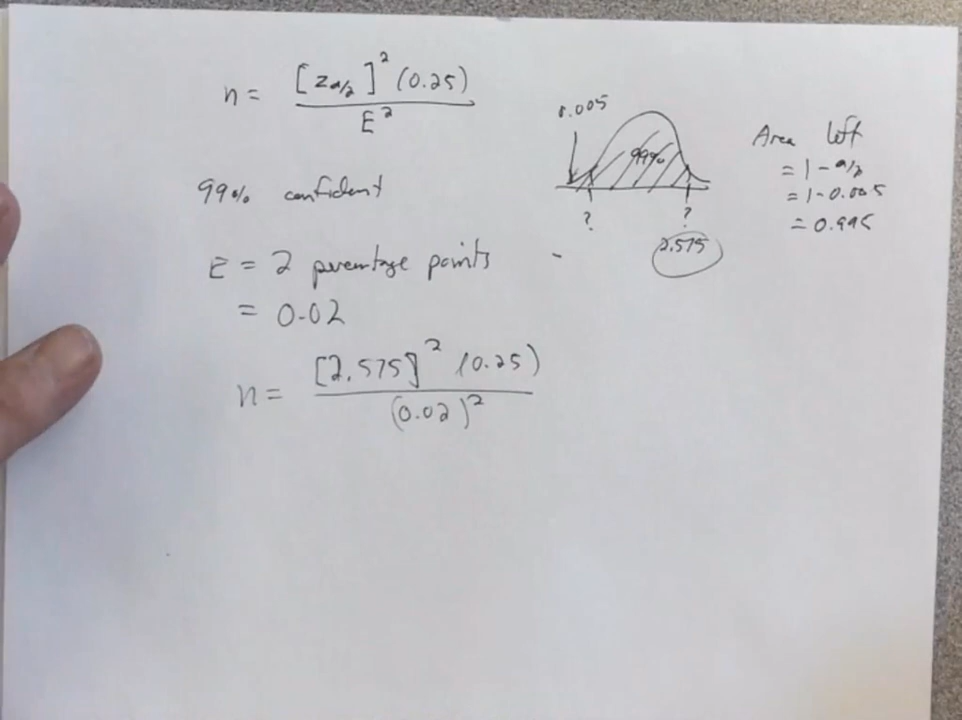 n = [Zα/2]² (0.25) / E²
0.005
99%
? ?
2.575
Area left
= 1 - α/2
= 1 - 0.005
= 0.995
99% confident
E = 2 percentage points
= 0.02
n = [2.575]² (0.25) / (0.02)²